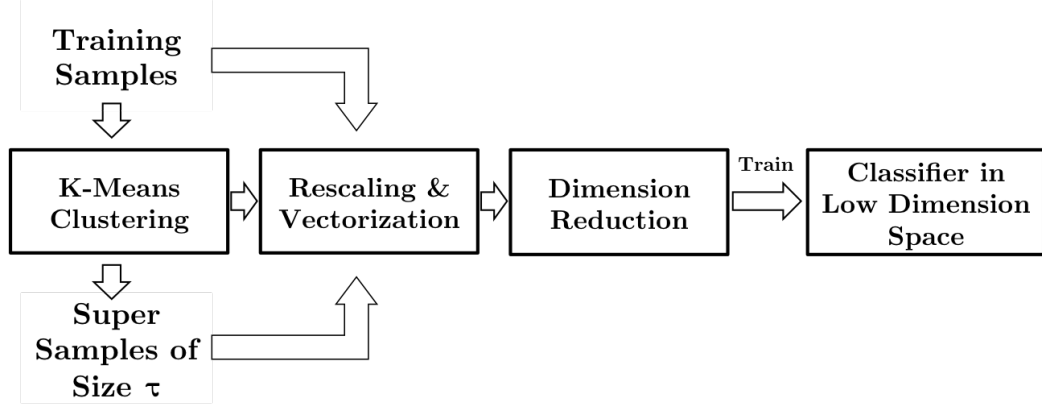 Training
Samples
K-Means
Clustering
Rescaling &
Vectorization
Dimension
Reduction
Train
Classifier in
Low Dimension
Space
Super
Samples of
Size τ